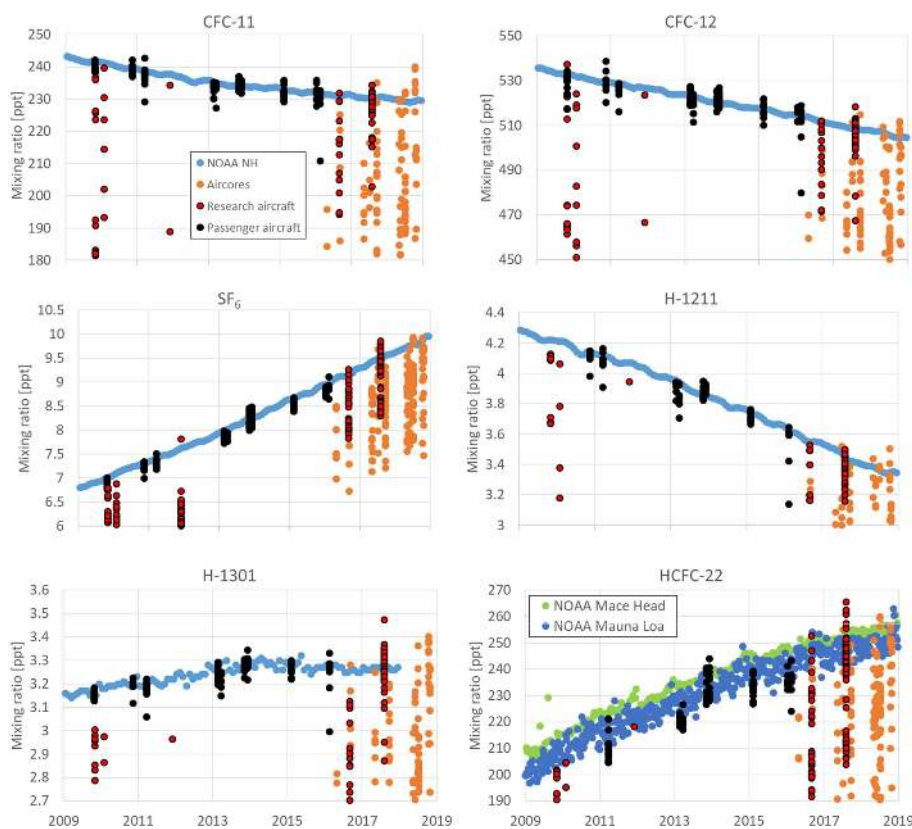 CFC-11
CFC-12
Mixing ratio [ppt]
250
240
230
220
210
200
190
180
NOAA NH
Aircores
Research aircraft
Passenger aircraft
Mixing ratio [ppt]
550
530
510
490
470
450
SF6
H-1211
Mixing ratio [ppt]
10.5
10
9.5
9
8.5
8
7.5
7
6.5
6
Mixing ratio [ppt]
4.4
4.2
4
3.8
3.6
3.4
3.2
3
H-1301
HCFC-22
Mixing ratio [ppt]
3.6
3.5
3.4
3.3
3.2
3.1
3
2.9
2.8
2.7
2009 2011 2013 2015 2017 2019
Mixing ratio [ppt]
270
260
250
240
230
220
210
200
190
NOAA Mace Head
NOAA Mauna Loa
2009 2011 2013 2015 2017 2019